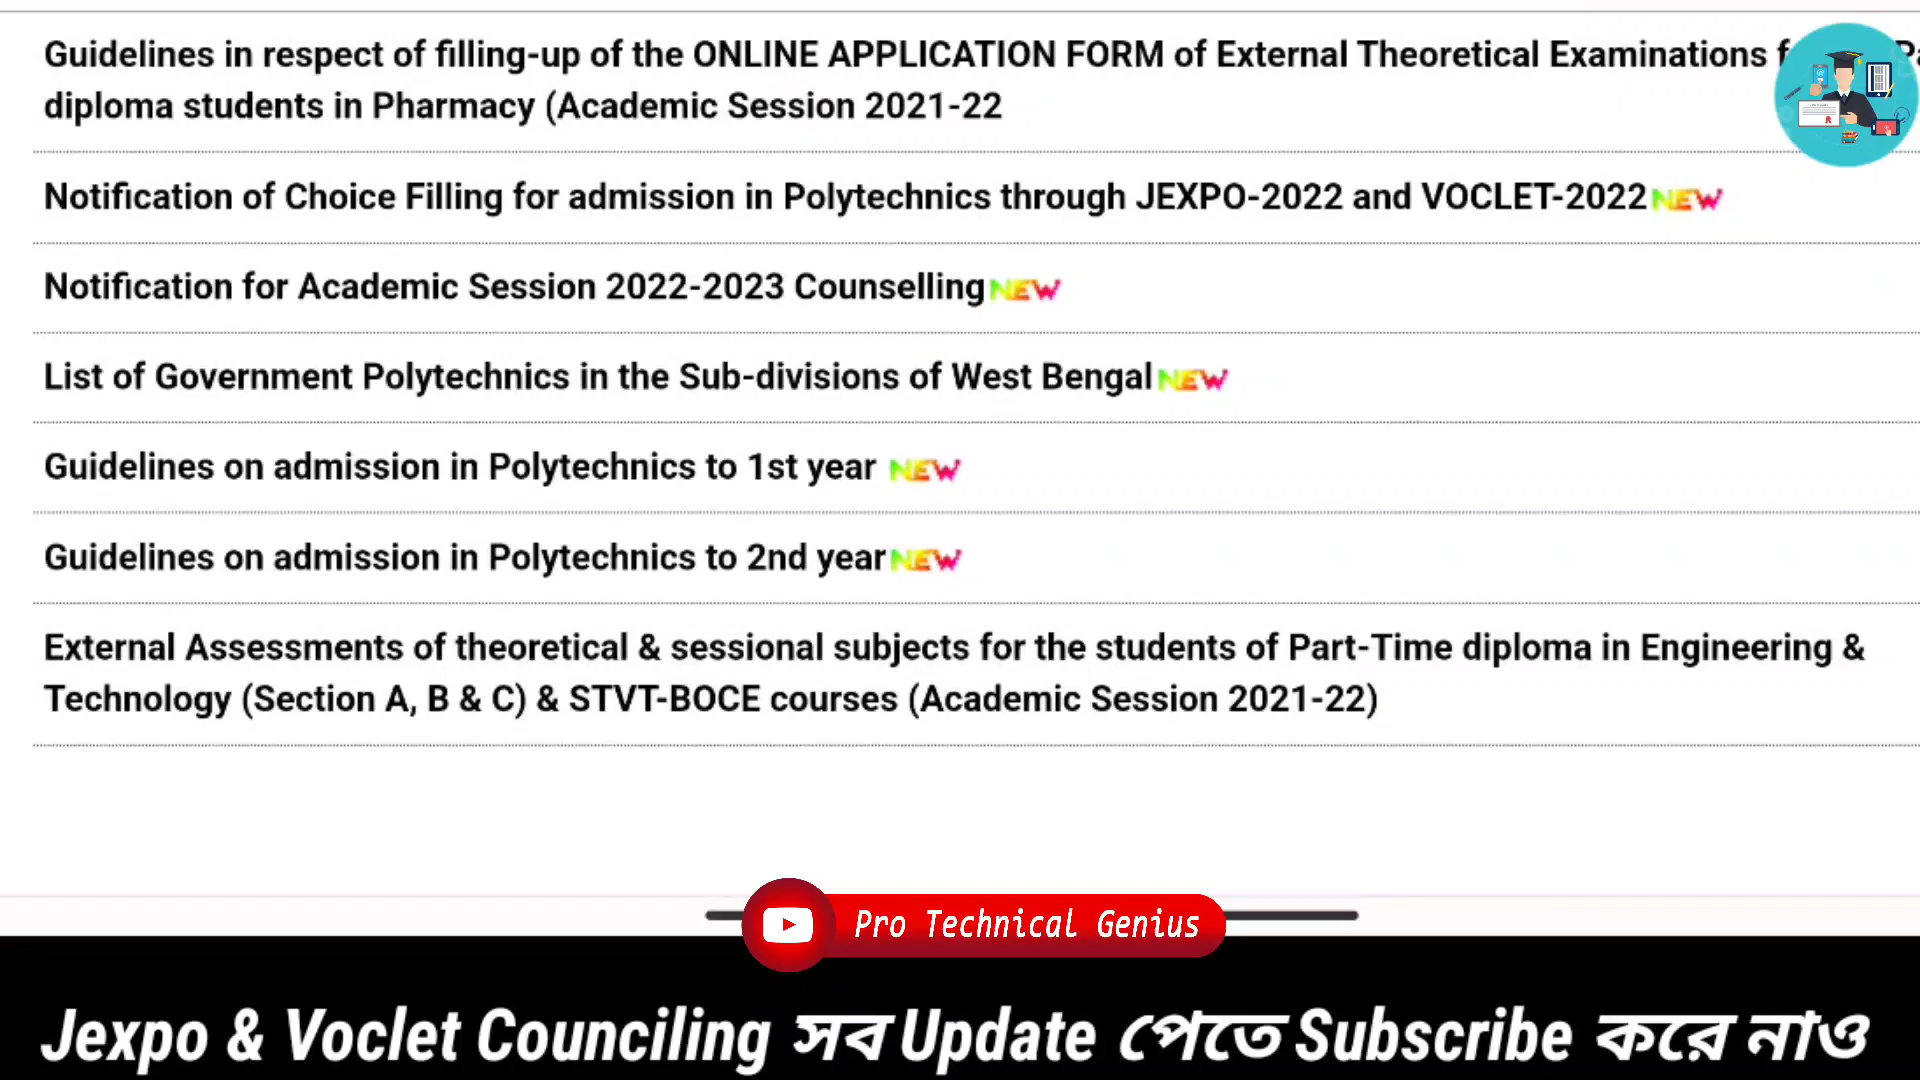 Guidelines in respect of filling-up of the ONLINE APPLICATION FORM of External Theoretical Examinations
diploma students in Pharmacy (Academic Session 2021-22
Notification of Choice Filling for admission in Polytechnics through JEXPO-2022 and VOCLET-2022 NEW
Notification for Academic Session 2022-2023 Counselling NEW
List of Government Polytechnics in the Sub-divisions of West Bengal NEW
Guidelines on admission in Polytechnics to 1st year NEW
Guidelines on admission in Polytechnics to 2nd year NEW
External Assessments of theoretical & sessional subjects for the students of Part-Time diploma in Engineering &
Technology (Section A, B & C) & STVT-BOCE courses (Academic Session 2021-22)
Pro Technical Genius
Jexpo & Voclet Counciling সব Update পেতে Subscribe করে নাও